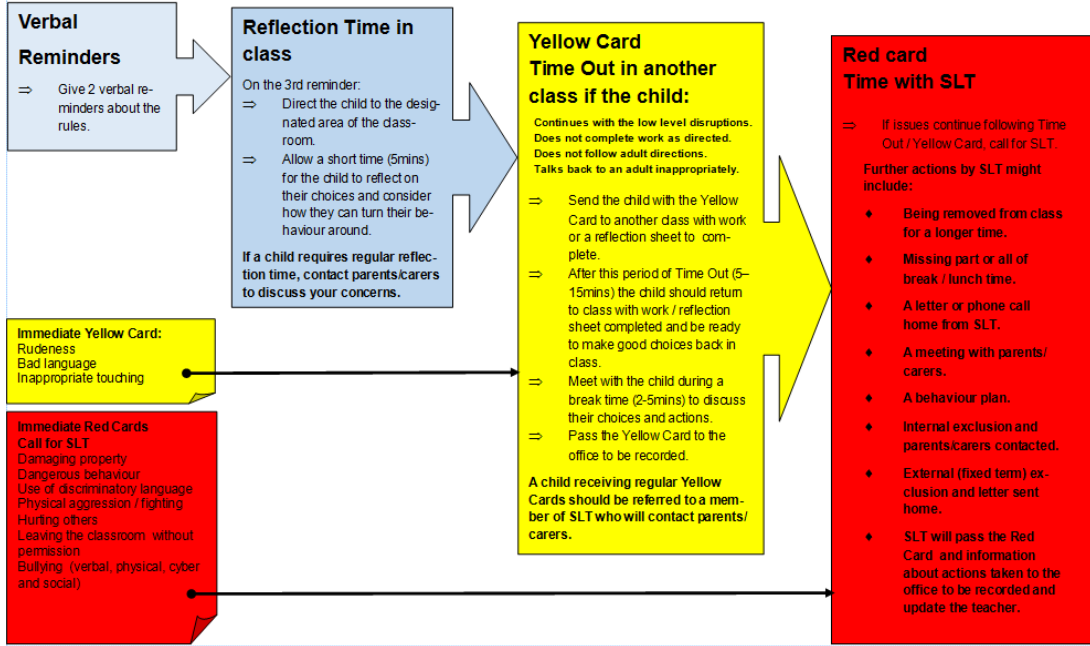 Verbal
Reminders
⇒ Give 2 verbal re-
minders about the
rules.
Reflection Time in
class
On the 3rd reminder:
⇒ Direct the child to the desig-
nated area of the class-
room.
⇒ Allow a short time (5mins)
for the child to reflect on
their choices and consider
how they can turn their be-
haviour around.
If a child requires regular reflec-
tion time, contact parents/carers
to discuss your concerns.
Yellow Card
Time Out in another
class if the child:
Continues with the low level disruptions.
Does not complete work as directed.
Does not follow adult directions.
Talks back to an adult inappropriately.
⇒ Send the child with the Yellow
Card to another class with work
or a reflection sheet to com-
plete.
⇒ After this period of Time Out (5–
15mins) the child should return
to class with work / reflection
sheet completed and be ready
to make good choices back in
class.
⇒ Meet with the child during a
break time (2-5mins) to discuss
their choices and actions.
⇒ Pass the Yellow Card to the
office to be recorded.
A child receiving regular Yellow
Cards should be referred to a mem-
ber of SLT who will contact parents/
carers.
Red card
Time with SLT
⇒ If issues continue following Time
Out / Yellow Card, call for SLT.
Further actions by SLT might
include:
♦ Being removed from class
for a longer time.
♦ Missing part or all of
break / lunch time.
♦ A letter or phone call
home from SLT.
♦ A meeting with parents/
carers.
♦ A behaviour plan.
♦ Internal exclusion and
parents/carers contacted.
♦ External (fixed term) ex-
clusion and letter sent
home.
♦ SLT will pass the Red
Card and information
about actions taken to the
office to be recorded and
update the teacher.
Immediate Yellow Card:
Rudeness
Bad language
Inappropriate touching
Immediate Red Cards
Call for SLT
Damaging property
Dangerous behaviour
Use of discriminatory language
Physical aggression / fighting
Hurting others
Leaving the classroom without
permission
Bullying (verbal, physical, cyber
and social)